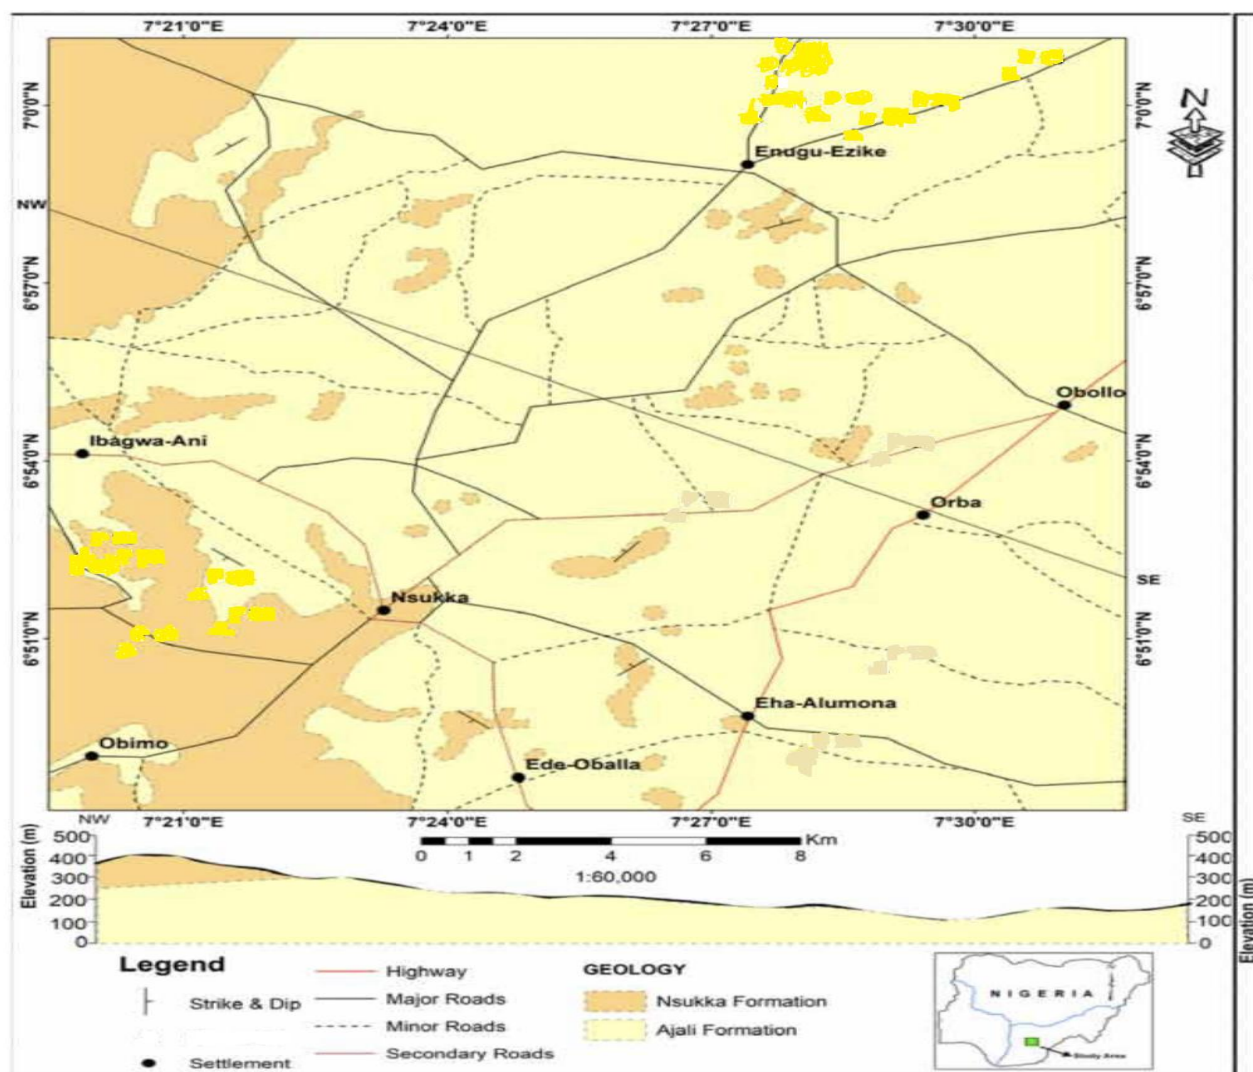 7°21'0"E 7°24'0"E 7°27'0"E 7°30'0"E
7°0'0"N 7°0'0"N
N
Enugu-Ezike
NW
6°57'0"N 6°57'0"N
Obollo
Ibagwa-Ani
6°54'0"N 6°54'0"N
Orba
SE
Nsukka
6°51'0"N 6°51'0"N
Eha-Alumona
Obimo
Ede-Oballa
NW 7°21'0"E 7°24'0"E 7°27'0"E 7°30'0"E SE
Elevation (m)
500
400
300
200
100
0
Km
0 1 2 4 6 8
1:60,000
500
400
300
200
100
0
Elevation (m)
Elevation (m)
Legend
Strike & Dip
Settlement
Highway
Major Roads
Minor Roads
Secondary Roads
GEOLOGY
Nsukka Formation
Ajali Formation
NIGERIA
Study Area